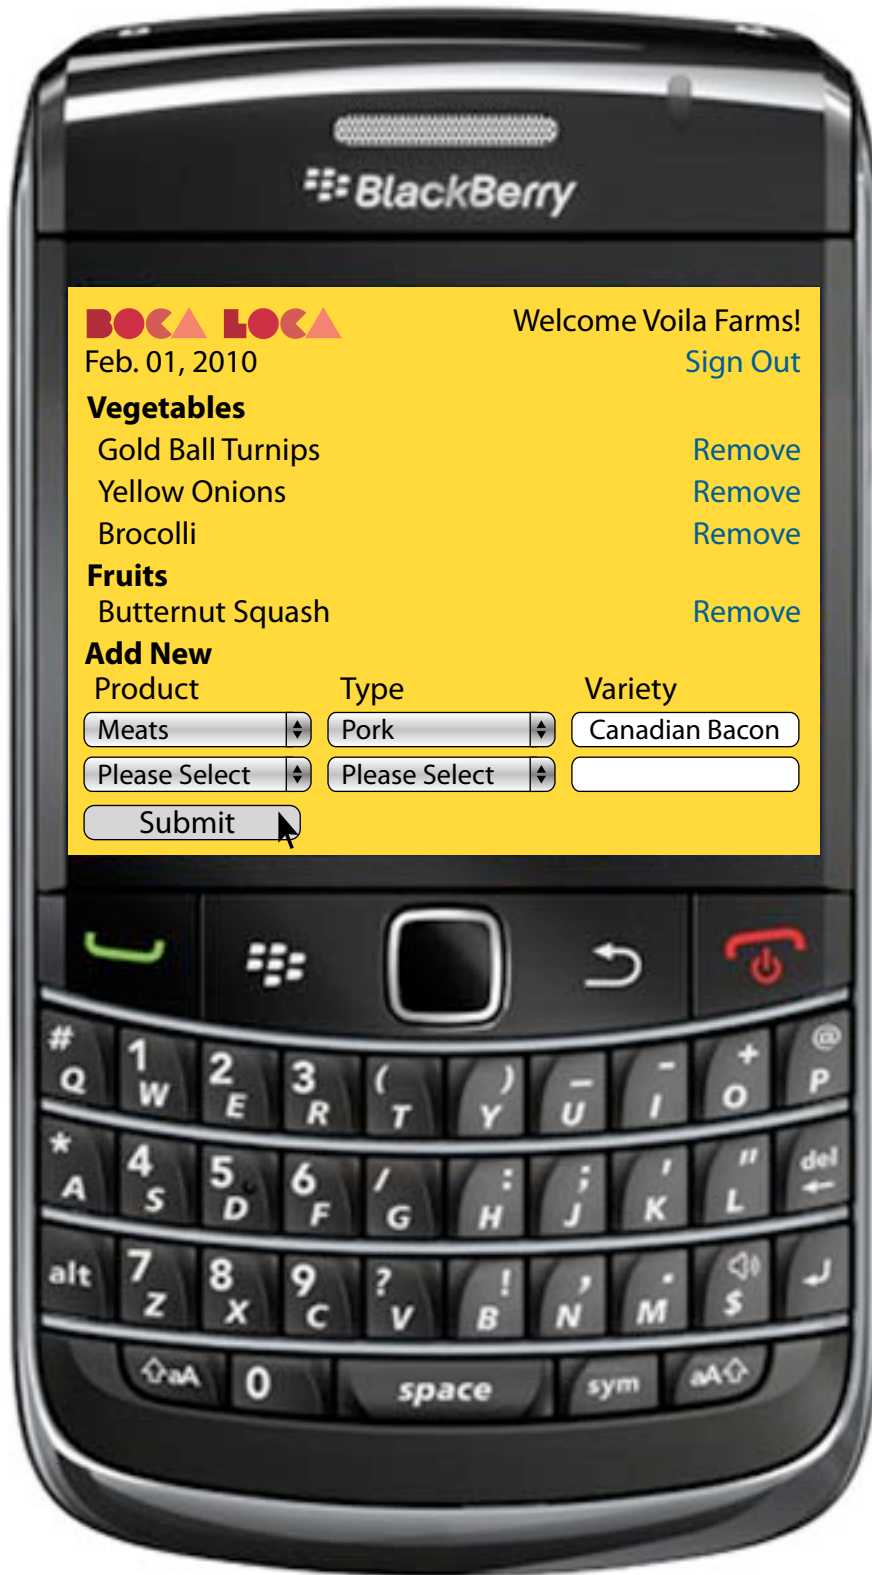 BlackBerry
BOCA LOCA Welcome Voila Farms!
Feb. 01, 2010 Sign Out
Vegetables
Gold Ball Turnips Remove
Yellow Onions Remove
Brocolli Remove
Fruits
Butternut Squash Remove
Add New
Product Type Variety
Meats Pork Canadian Bacon
Please Select Please Select
Submit
# 1 2 3 ( ) _ - + @
Q W E R T Y U I O P
* 4 5 6 / : ; ' " del
A S D F G H J K L
alt 7 8 9 ? ! , .
Z X C V B N M $
aA 0 space sym aA